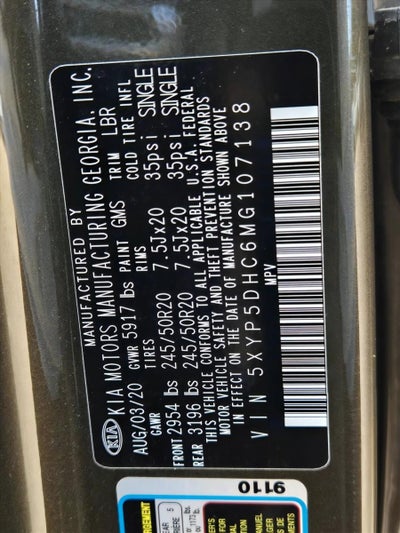 MANUFACTURED BY
KIA KIA MOTORS MANUFACTURING GEORGIA, INC.
AUG/03/20 GVWR 5917 lbs PAINT GMS TRIM LBR
GAWR TIRES RIMS COLD TIRE INFL
FRONT 2954 lbs 245/50R20 7.5Jx20 35psi SINGLE
REAR 3196 lbs 245/50R20 7.5Jx20 35psi SINGLE
THIS VEHICLE CONFORMS TO ALL APPLICABLE U.S.A. FEDERAL
MOTOR VEHICLE SAFETY AND THEFT PREVENTION STANDARDS
IN EFFECT ON THE DATE OF MANUFACTURE SHOWN ABOVE
VIN 5XYP5DHC6MG107138
MPV
9110